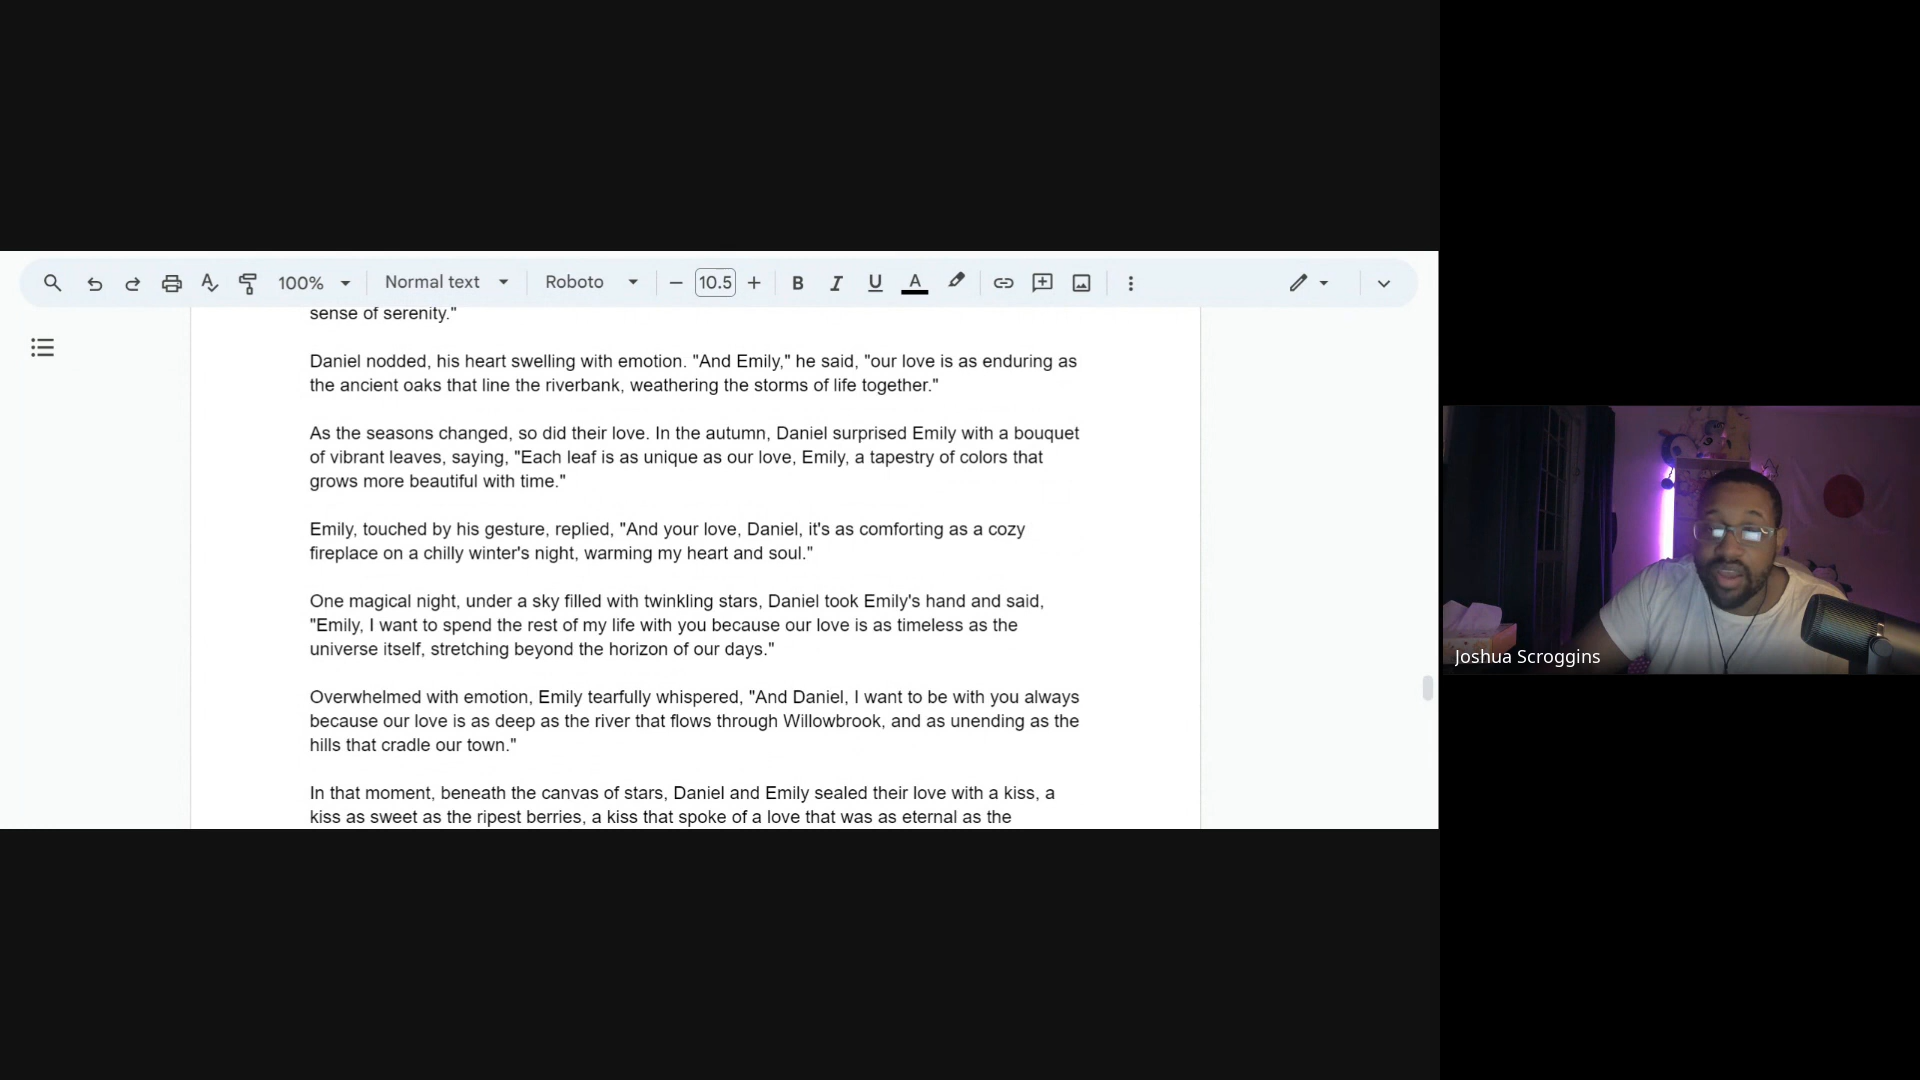 100%
Normal text
Roboto
10.5
B
I
U
A
sense of serenity."
Daniel nodded, his heart swelling with emotion. "And Emily," he said, "our love is as enduring as
the ancient oaks that line the riverbank, weathering the storms of life together."
As the seasons changed, so did their love. In the autumn, Daniel surprised Emily with a bouquet
of vibrant leaves, saying, "Each leaf is as unique as our love, Emily, a tapestry of colors that
grows more beautiful with time."
Emily, touched by his gesture, replied, "And your love, Daniel, it's as comforting as a cozy
fireplace on a chilly winter's night, warming my heart and soul."
One magical night, under a sky filled with twinkling stars, Daniel took Emily's hand and said,
"Emily, I want to spend the rest of my life with you because our love is as timeless as the
universe itself, stretching beyond the horizon of our days."
Overwhelmed with emotion, Emily tearfully whispered, "And Daniel, I want to be with you always
because our love is as deep as the river that flows through Willowbrook, and as unending as the
hills that cradle our town."
In that moment, beneath the canvas of stars, Daniel and Emily sealed their love with a kiss, a
kiss as sweet as the ripest berries, a kiss that spoke of a love that was as eternal as the
Joshua Scroggins